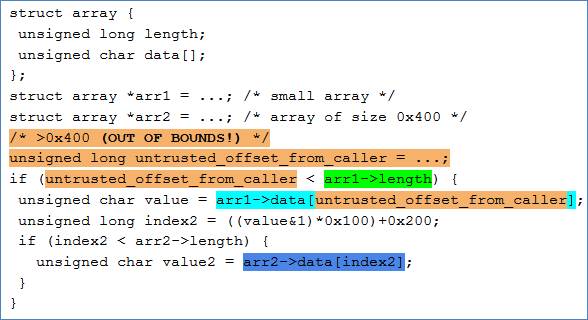 struct array {
unsigned long length;
unsigned char data[];
};
struct array *arr1 = ...; /* small array */
struct array *arr2 = ...; /* array of size 0x400 */
/* >0x400 (OUT OF BOUNDS!) */
unsigned long untrusted_offset_from_caller = ...;
if (untrusted_offset_from_caller < arr1->length) {
unsigned char value = arr1->data[untrusted_offset_from_caller];
unsigned long index2 = ((value&1)*0x100)+0x200;
if (index2 < arr2->length) {
unsigned char value2 = arr2->data[index2];
}
}